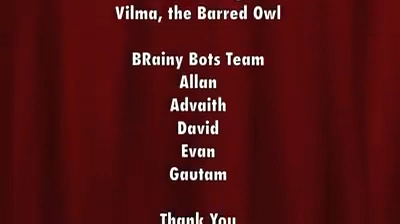 Vilma, the Barred Owl
BRainy Bots Team
Allan
Advaith
David
Evan
Gautam
Thank You